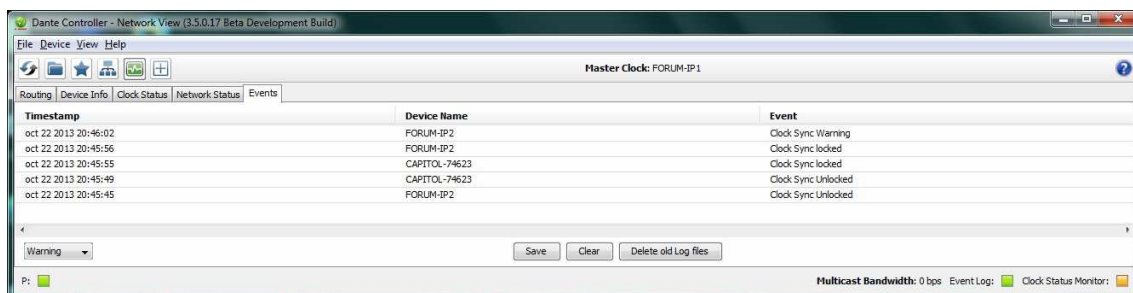 Dante Controller - Network View (3.5.0.17 Beta Development Build)
File Device View Help
Master Clock: FORUM-IP1
Routing Device Info Clock Status Network Status Events
Timestamp Device Name Event
oct 22 2013 20:46:02 FORUM-IP2 Clock Sync Warning
oct 22 2013 20:45:56 FORUM-IP2 Clock Sync locked
oct 22 2013 20:45:55 CAPITOL-74623 Clock Sync locked
oct 22 2013 20:45:49 CAPITOL-74623 Clock Sync Unlocked
oct 22 2013 20:45:45 FORUM-IP2 Clock Sync Unlocked
Warning Save Clear Delete old Log files
P: Multicast Bandwidth: 0 bps Event Log: Clock Status Monitor: